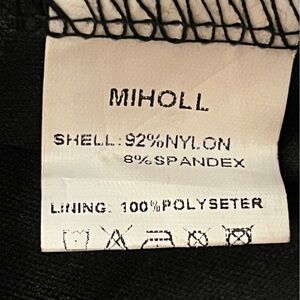 MIHOLL
SHELL: 92%NYLON
8%SPANDEX
LINING: 100%POLYSETER